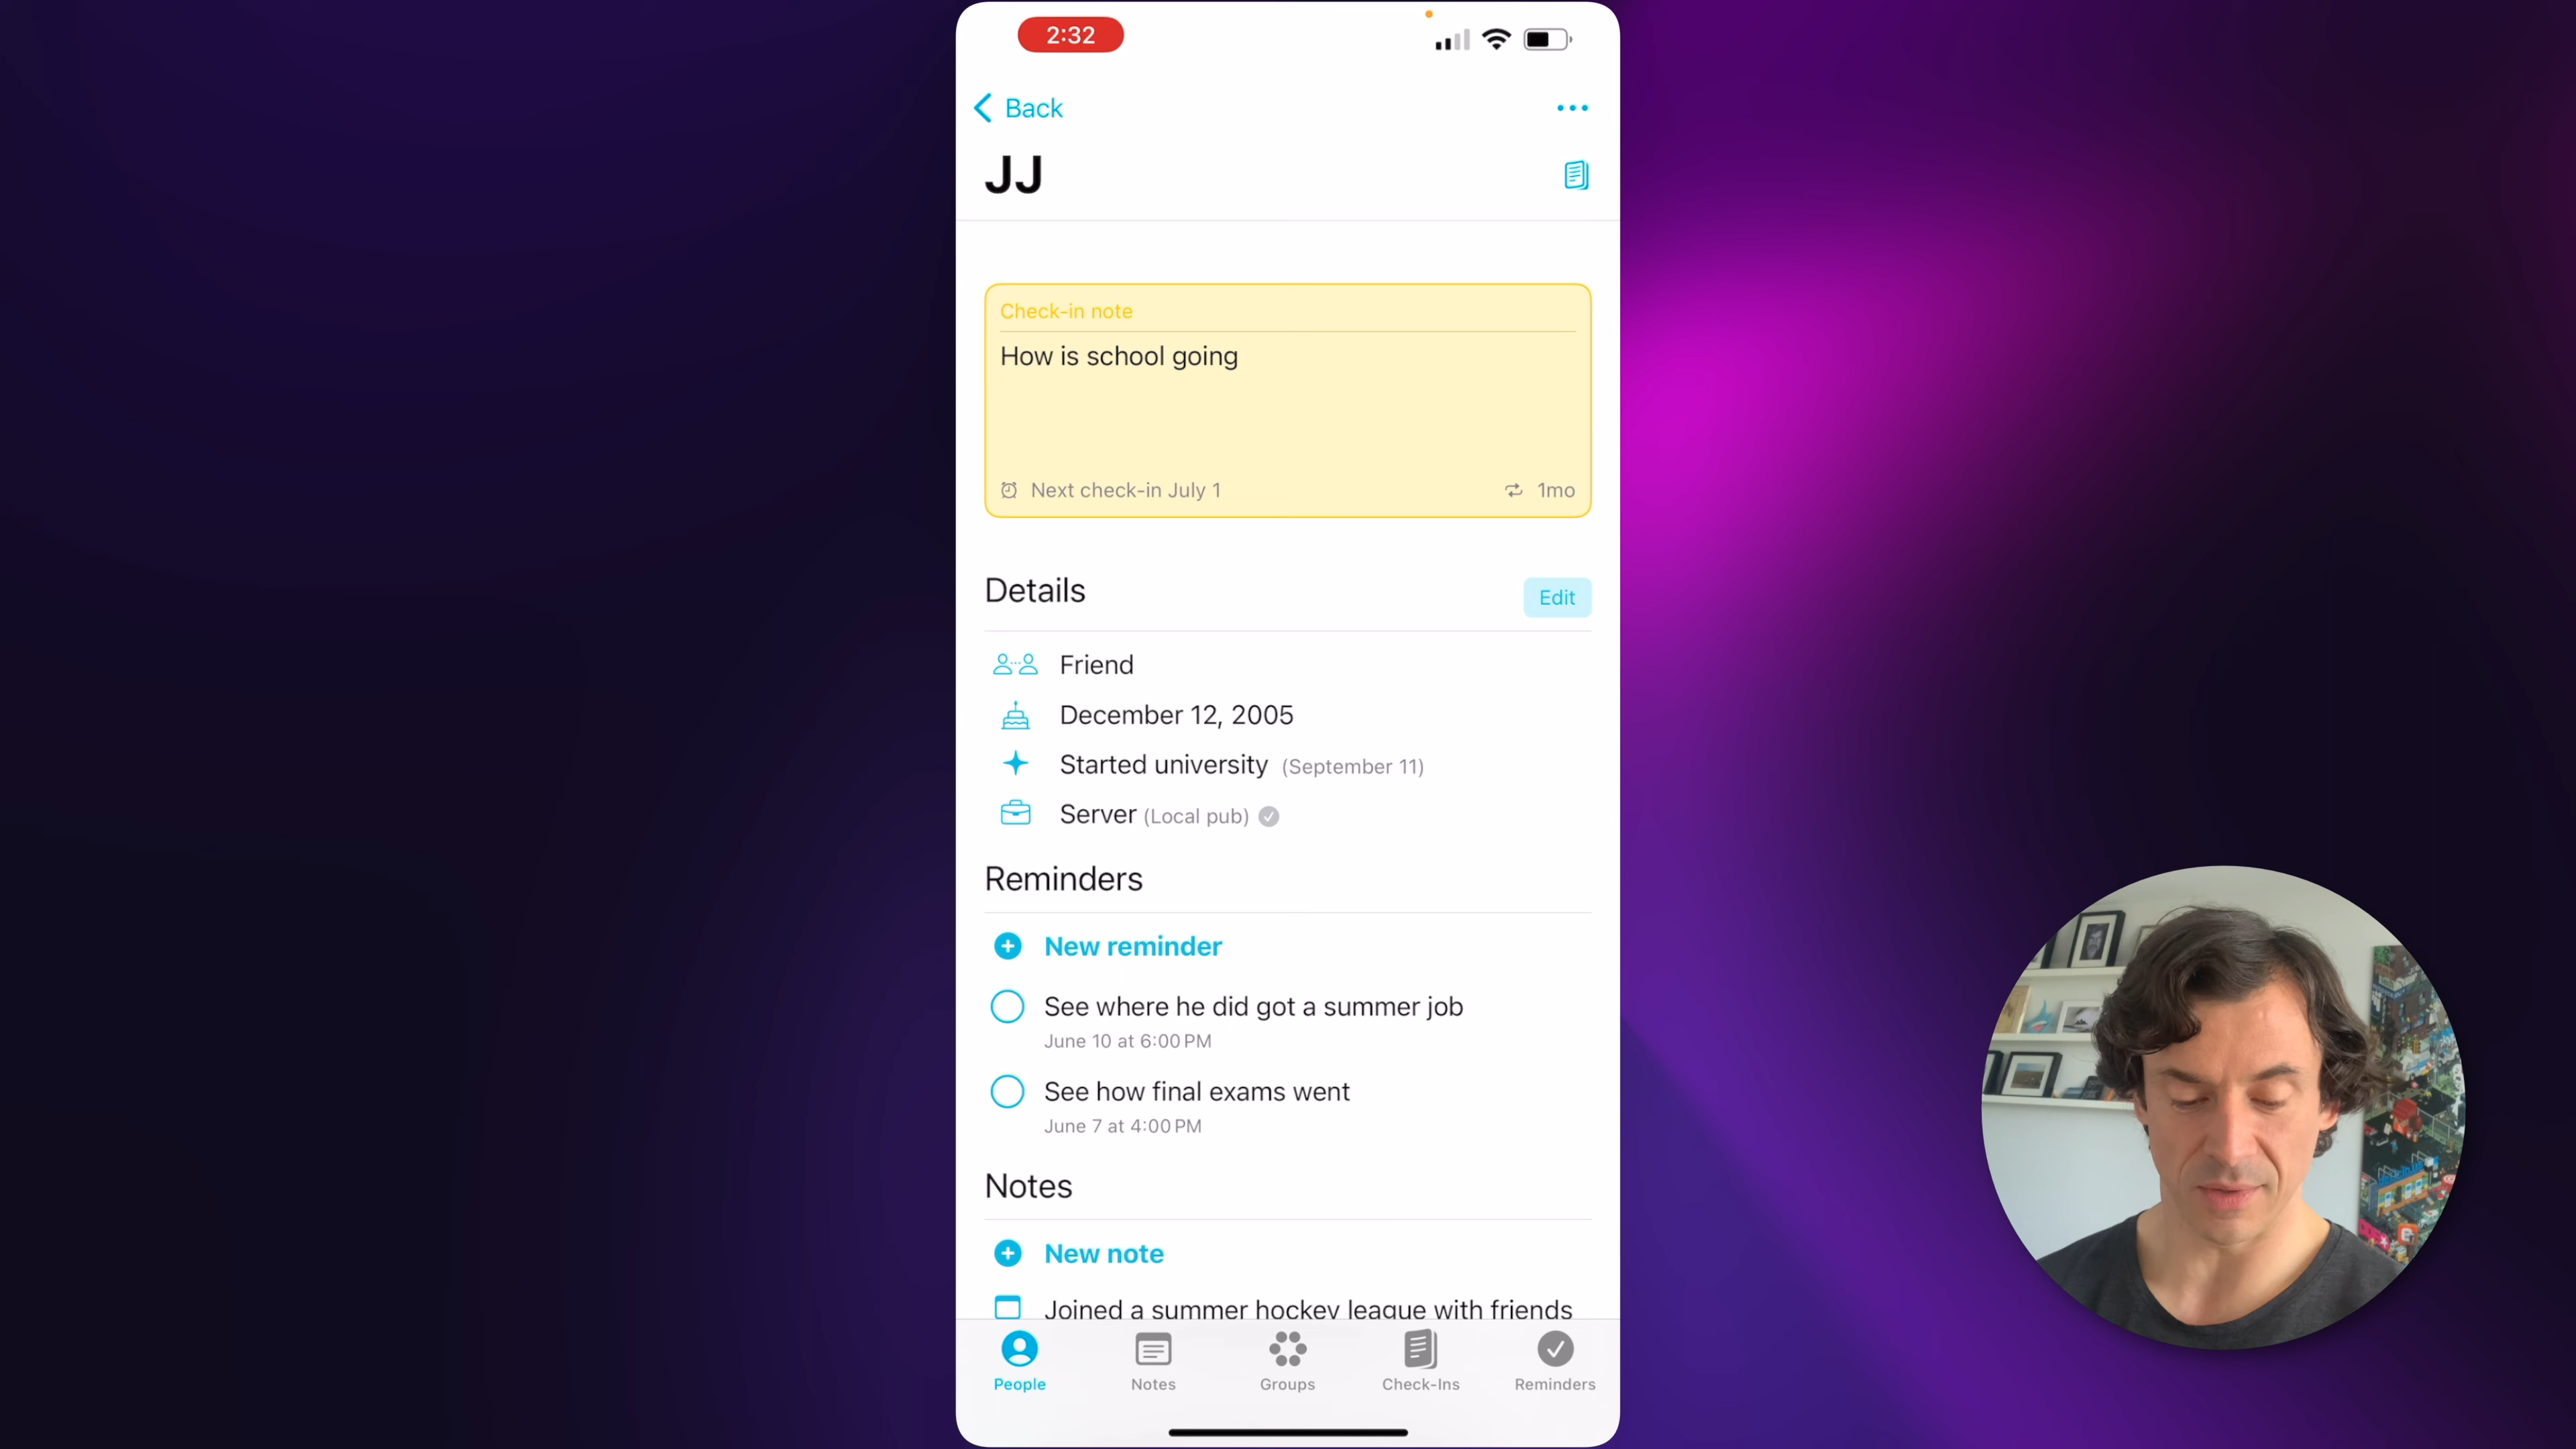 2:32
Back
JJ
Check-in note
How is school going
Next check-in July 1
1mo
Details
Edit
Friend
December 12, 2005
Started university (September 11)
Server (Local pub)
Reminders
New reminder
See where he did got a summer job
June 10 at 6:00 PM
See how final exams went
June 7 at 4:00 PM
Notes
New note
Joined a summer hockey league with friends
People
Notes
Groups
Check-Ins
Reminders